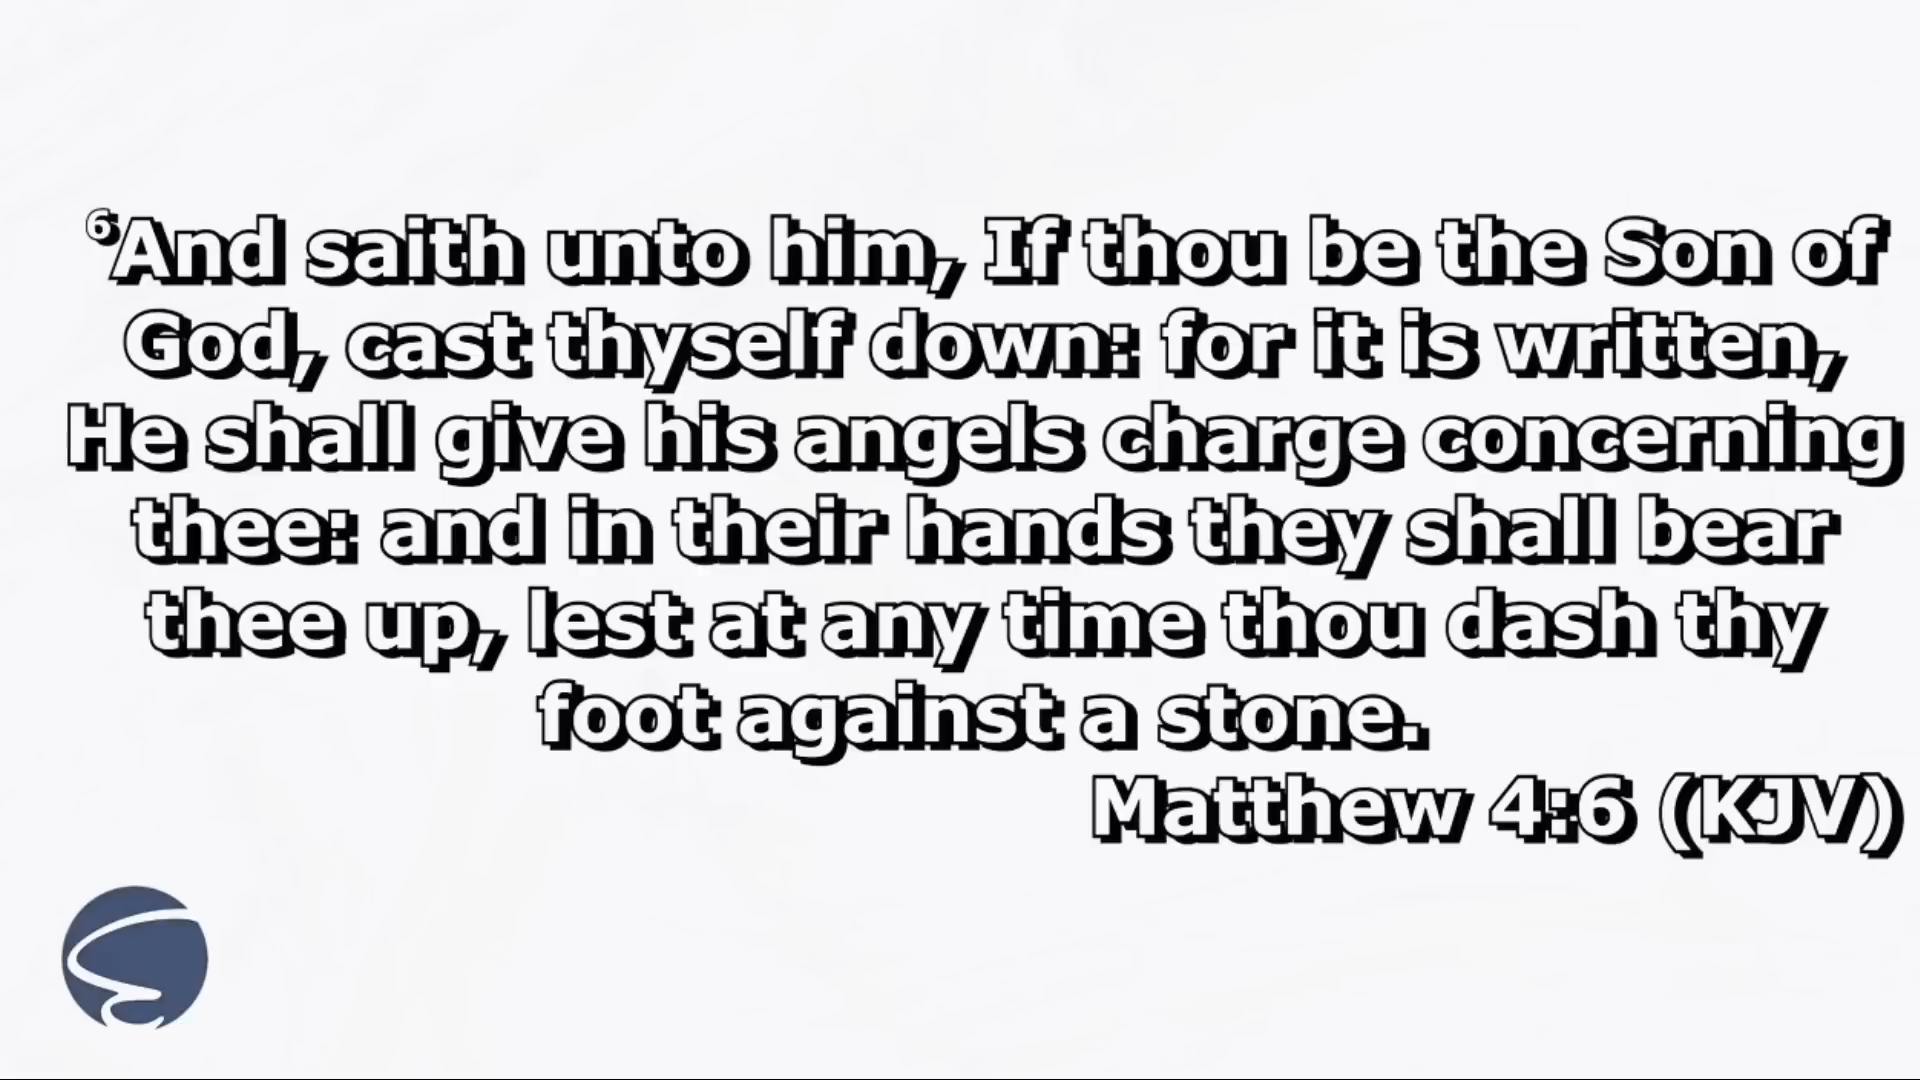 ⁶And saith unto him, If thou be the Son of
God, cast thyself down: for it is written,
He shall give his angels charge concerning
thee: and in their hands they shall bear
thee up, lest at any time thou dash thy
foot against a stone.
Matthew 4:6 (KJV)